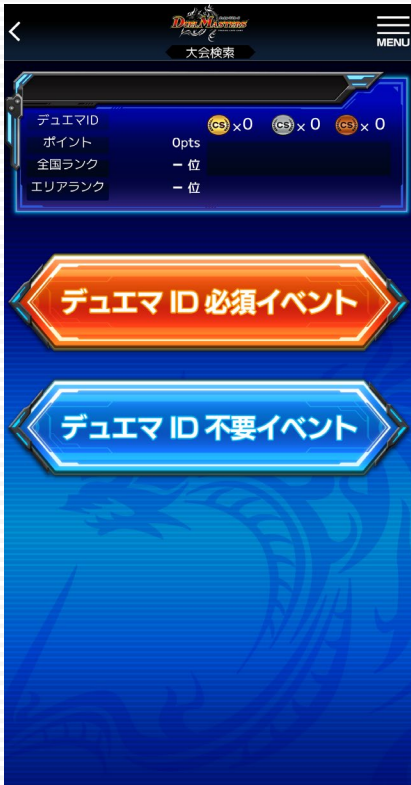 DUEL MASTERS
MENU
大会検索
デュエマID
CS ×0 CS × 0 CS × 0
ポイント 0pts
全国ランク − 位
エリアランク − 位
デュエマ ID 必須イベント
デュエマ ID 不要イベント